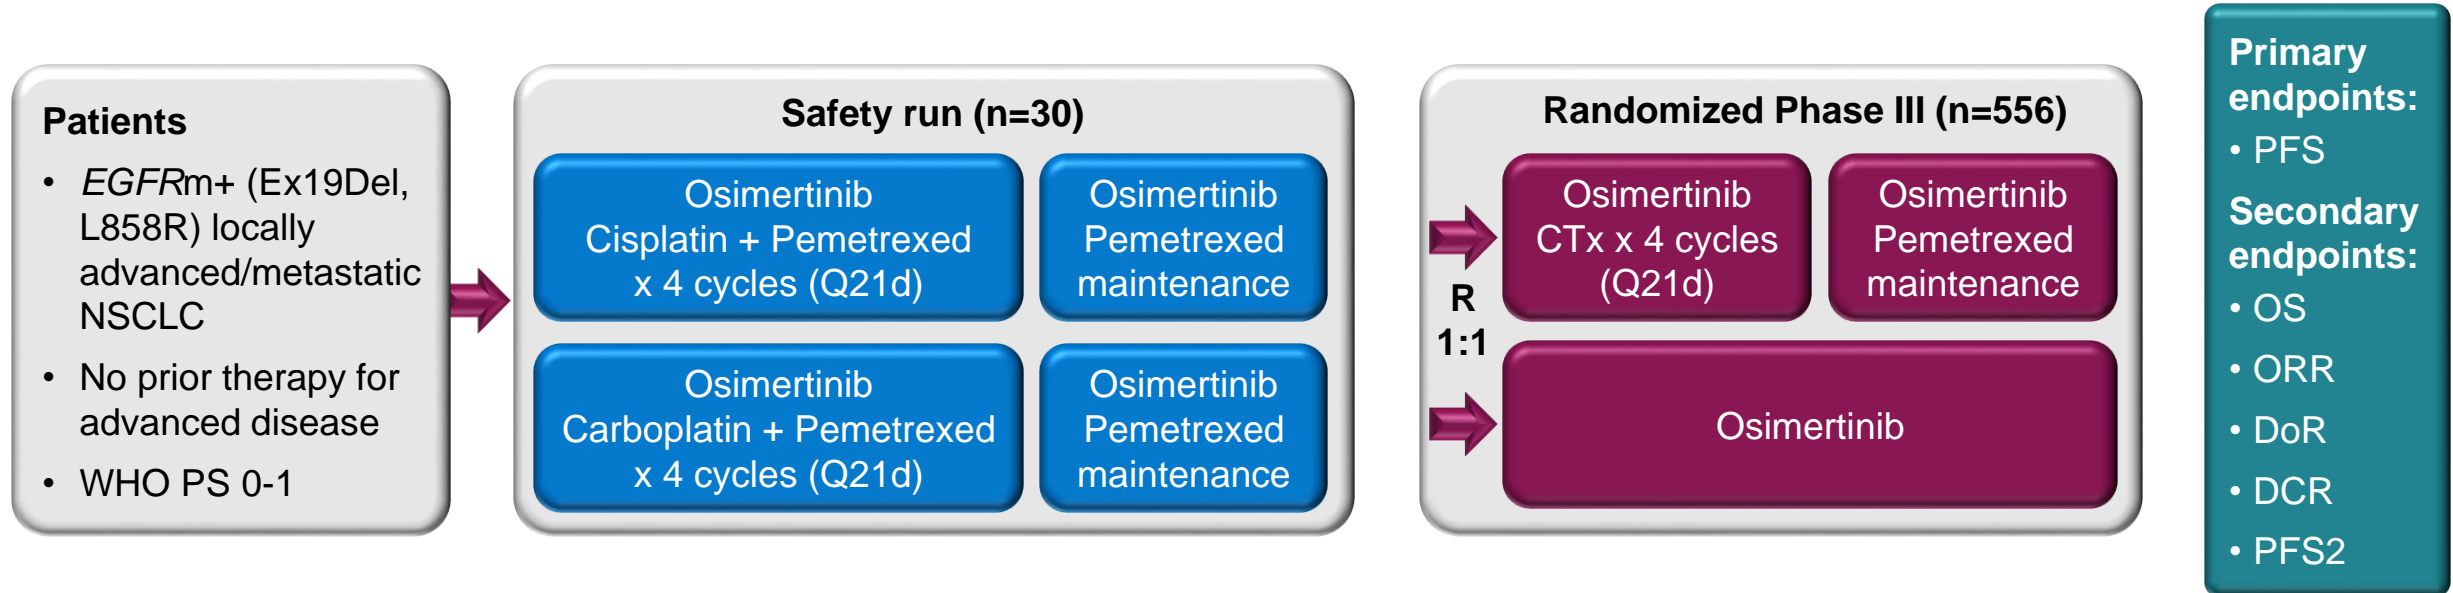 Patients
• EGFRm+ (Ex19Del,
L858R) locally
advanced/metastatic
NSCLC
• No prior therapy for
advanced disease
• WHO PS 0-1
Safety run (n=30)
Osimertinib
Cisplatin + Pemetrexed
x 4 cycles (Q21d)
Osimertinib
Pemetrexed
maintenance
Osimertinib
Carboplatin + Pemetrexed
x 4 cycles (Q21d)
Osimertinib
Pemetrexed
maintenance
Randomized Phase III (n=556)
R
1:1
Osimertinib
CTx x 4 cycles
(Q21d)
Osimertinib
Pemetrexed
maintenance
Osimertinib
Primary
endpoints:
• PFS
Secondary
endpoints:
• OS
• ORR
• DoR
• DCR
• PFS2